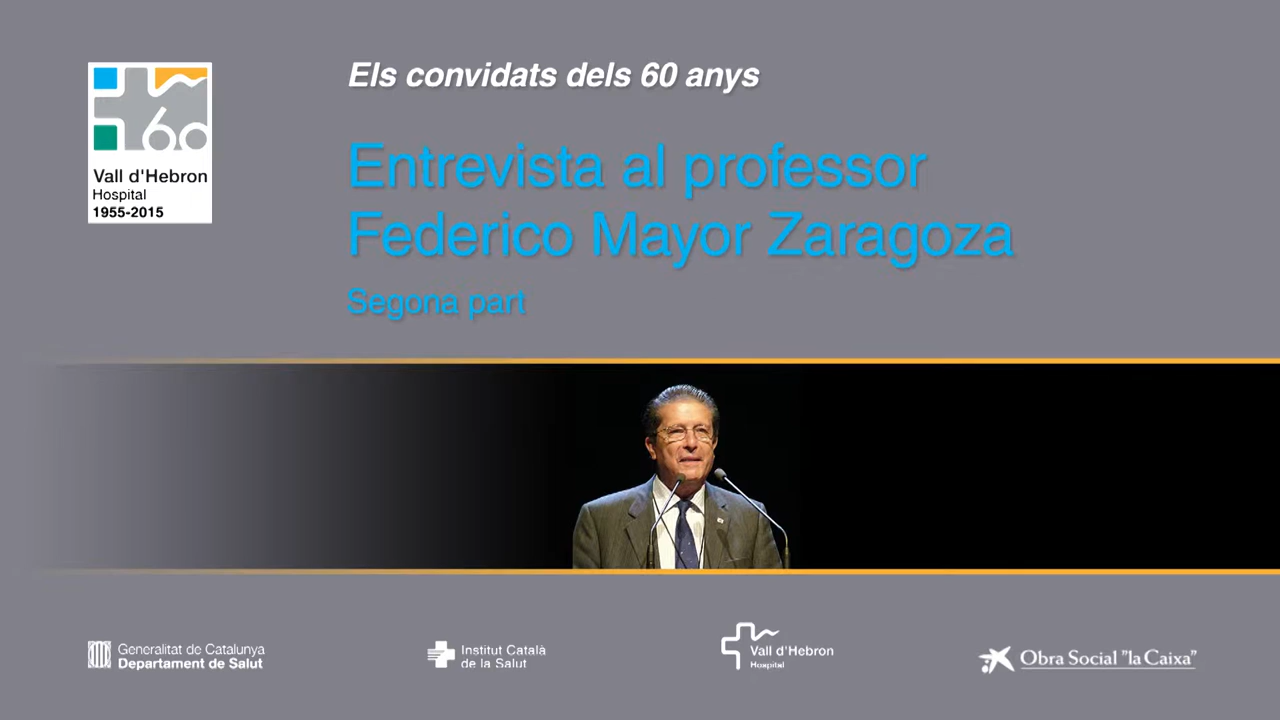 Els convidats dels 60 anys
60
Vall d'Hebron
Hospital
1955-2015
Entrevista al professor
Federico Mayor Zaragoza
Segona part
Generalitat de Catalunya
Departament de Salut
Institut Català
de la Salut
Vall d'Hebron
Hospital
Obra Social "la Caixa"